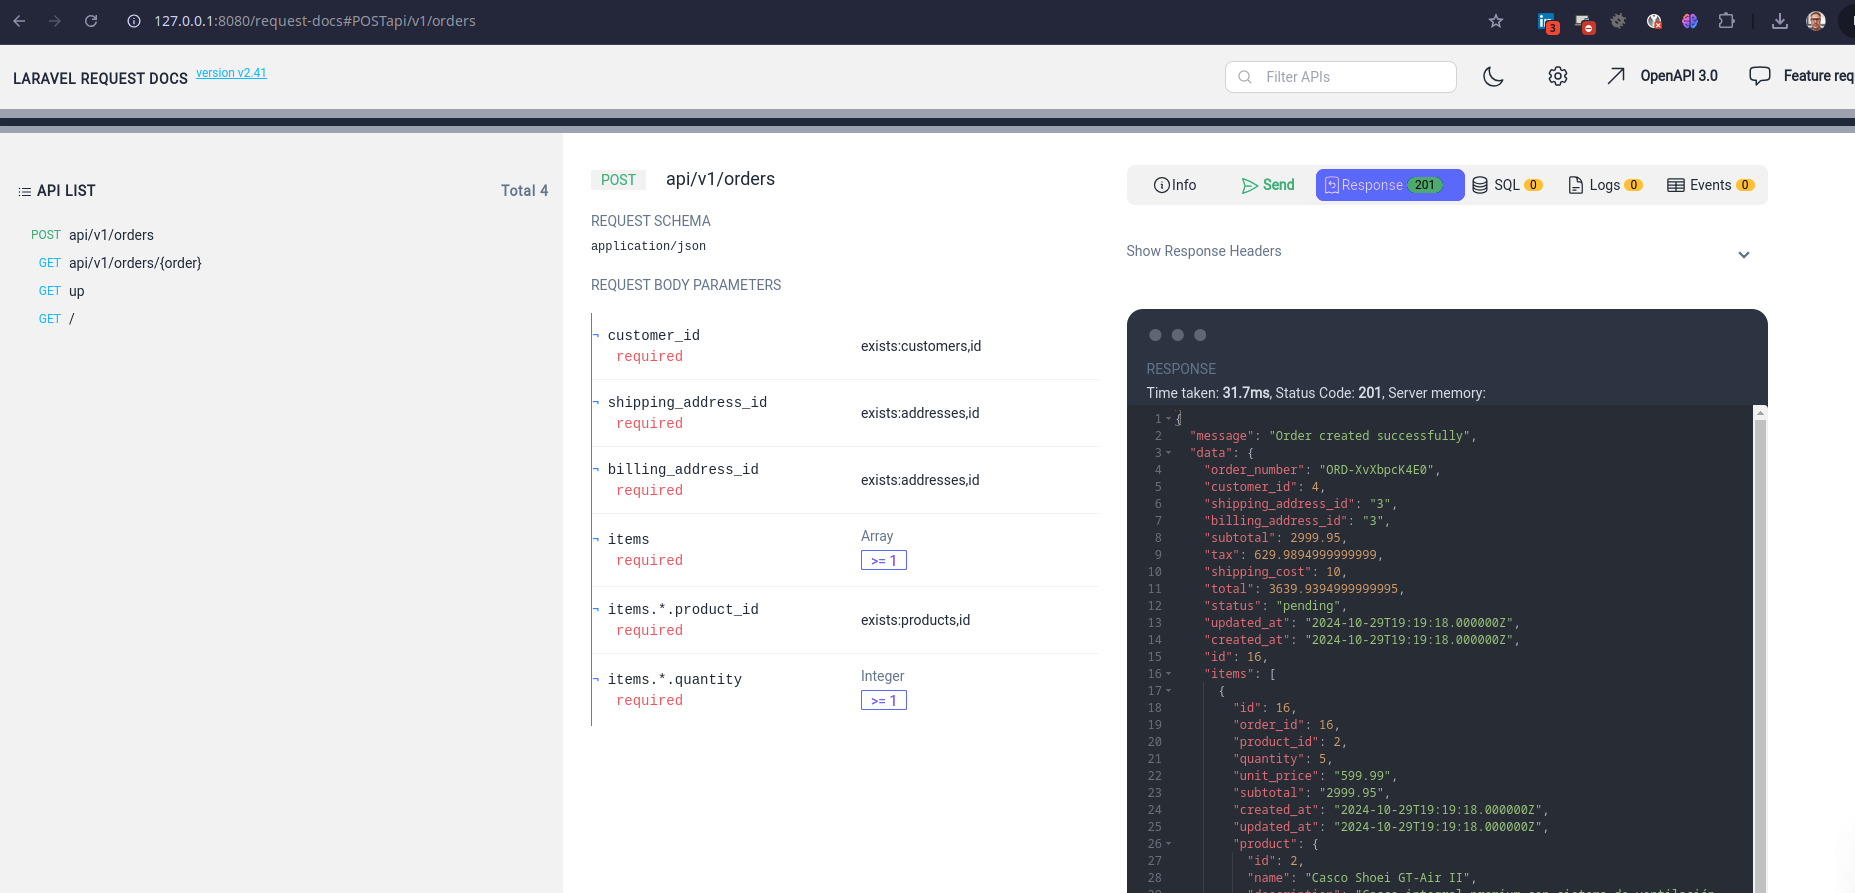 127.0.0.1:8080/request-docs#POSTapi/v1/orders
3
LARAVEL REQUEST DOCS version v2.41
Filter APIs
OpenAPI 3.0
Feature req
API LIST
Total 4
POST api/v1/orders
GET api/v1/orders/{order}
GET up
GET /
POST api/v1/orders
REQUEST SCHEMA
application/json
REQUEST BODY PARAMETERS
¬ customer_id
required
exists:customers,id
¬ shipping_address_id
required
exists:addresses,id
¬ billing_address_id
required
exists:addresses,id
¬ items
required
Array
>= 1
¬ items.*.product_id
required
exists:products,id
¬ items.*.quantity
required
Integer
>= 1
Info Send Response 201 SQL 0 Logs 0 Events 0
Show Response Headers
RESPONSE
Time taken: 31.7ms, Status Code: 201, Server memory:
1 {
2 "message": "Order created successfully",
3 "data": {
4 "order_number": "ORD-XvXbpcK4E0",
5 "customer_id": 4,
6 "shipping_address_id": "3",
7 "billing_address_id": "3",
8 "subtotal": 2999.95,
9 "tax": 629.9894999999999,
10 "shipping_cost": 10,
11 "total": 3639.9394999999995,
12 "status": "pending",
13 "updated_at": "2024-10-29T19:19:18.000000Z",
14 "created_at": "2024-10-29T19:19:18.000000Z",
15 "id": 16,
16 "items": [
17 {
18 "id": 16,
19 "order_id": 16,
20 "product_id": 2,
21 "quantity": 5,
22 "unit_price": "599.99",
23 "subtotal": "2999.95",
24 "created_at": "2024-10-29T19:19:18.000000Z",
25 "updated_at": "2024-10-29T19:19:18.000000Z",
26 "product": {
27 "id": 2,
28 "name": "Casco Shoei GT-Air II",
"description": "Casco integral premium con sistema de ventilación